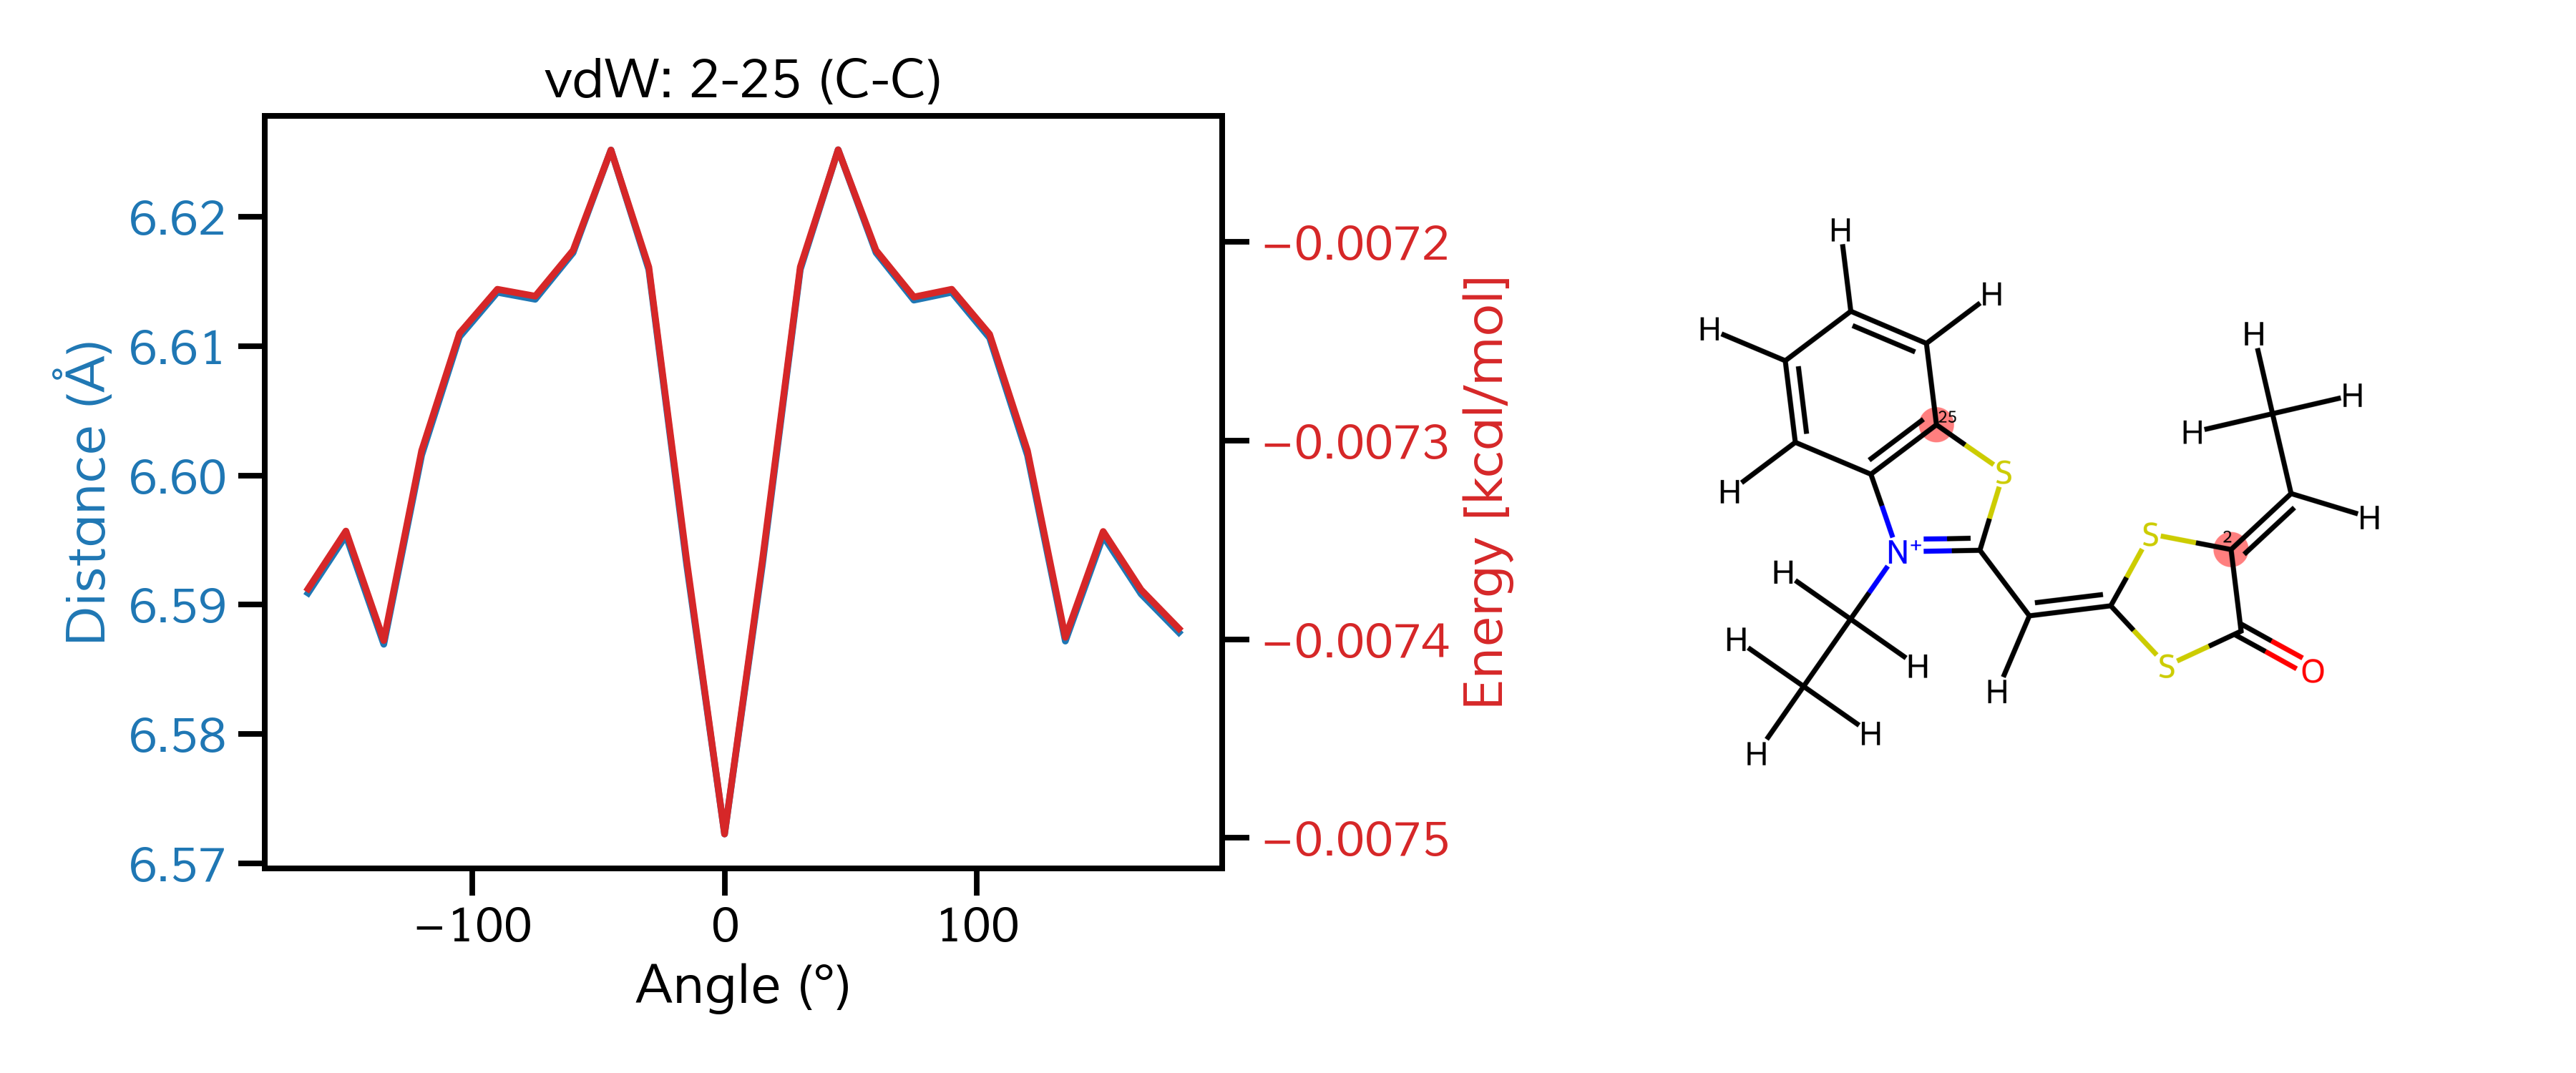 vdW: 2-25 (C-C)
Distance (Å)
6.62
6.61
6.60
6.59
6.58
6.57
−100
0
100
Angle (°)
−0.0072
−0.0073
−0.0074
−0.0075
Energy [kcal/mol]
H
H
H
H
25
S
N+
H
H
H
H
H
H
S
2
S
O
H
H
H
H